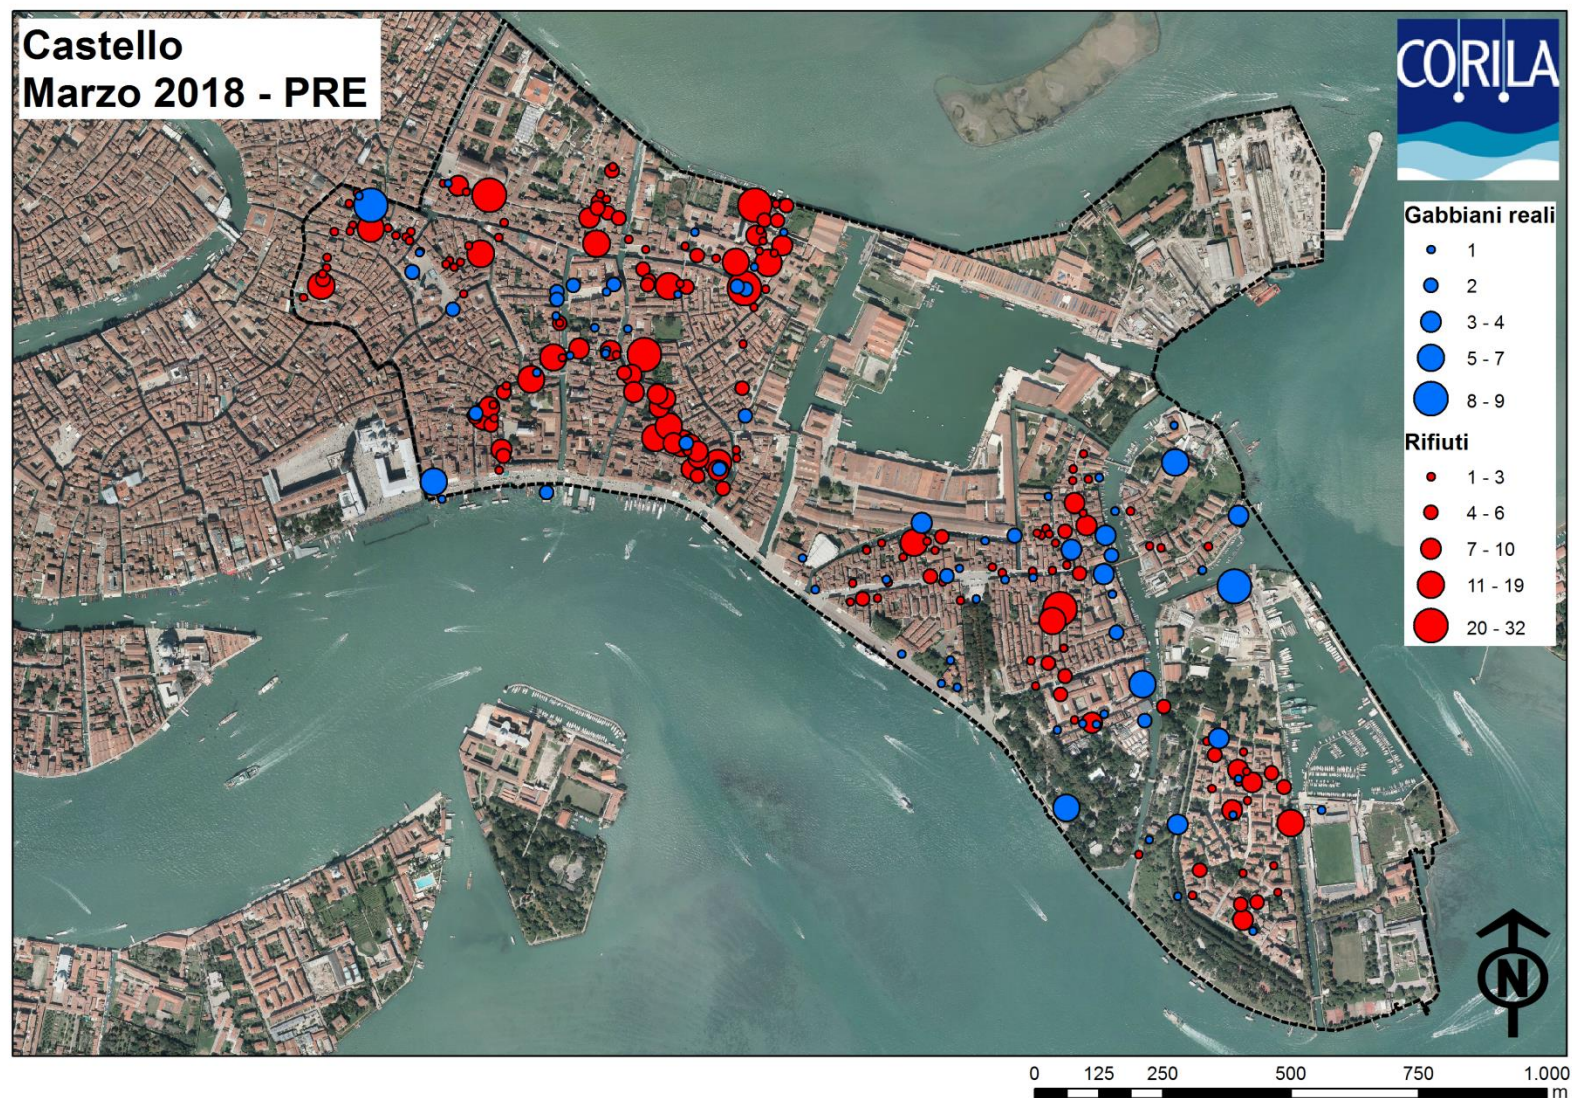 Castello
Marzo 2018 - PRE
CORILA
Gabbiani reali
1
2
3 - 4
5 - 7
8 - 9
Rifiuti
1 - 3
4 - 6
7 - 10
11 - 19
20 - 32
N
0 125 250 500 750 1.000
m